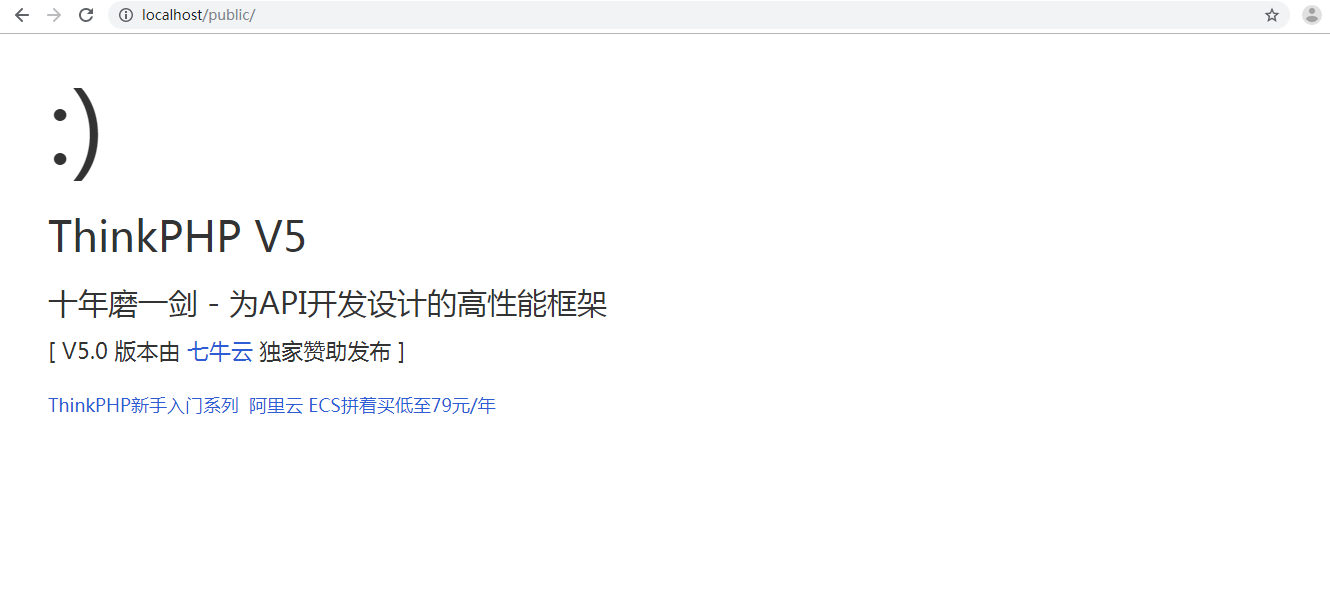 localhost/public/
:)
ThinkPHP V5
十年磨一剑 - 为API开发设计的高性能框架
[ V5.0 版本由 七牛云 独家赞助发布 ]
ThinkPHP新手入门系列 阿里云 ECS拼着买低至79元/年